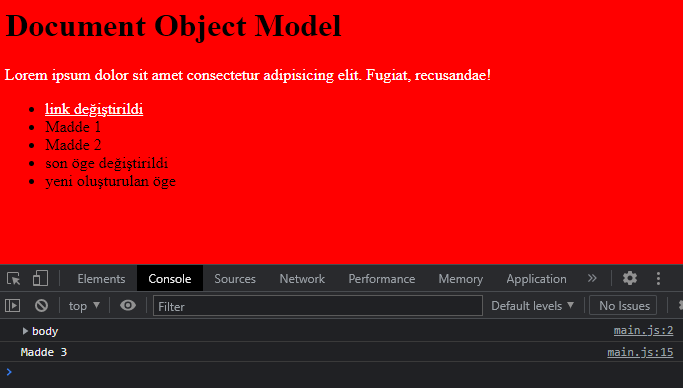 Document Object Model
Lorem ipsum dolor sit amet consectetur adipisicing elit. Fugiat, recusandae!
link değiştirildi
Madde 1
Madde 2
son öge değiştirildi
yeni oluşturulan öge
Elements Console Sources Network Performance Memory Application »
top ▼ Filter Default levels ▼ No Issues
body main.js:2
Madde 3 main.js:15